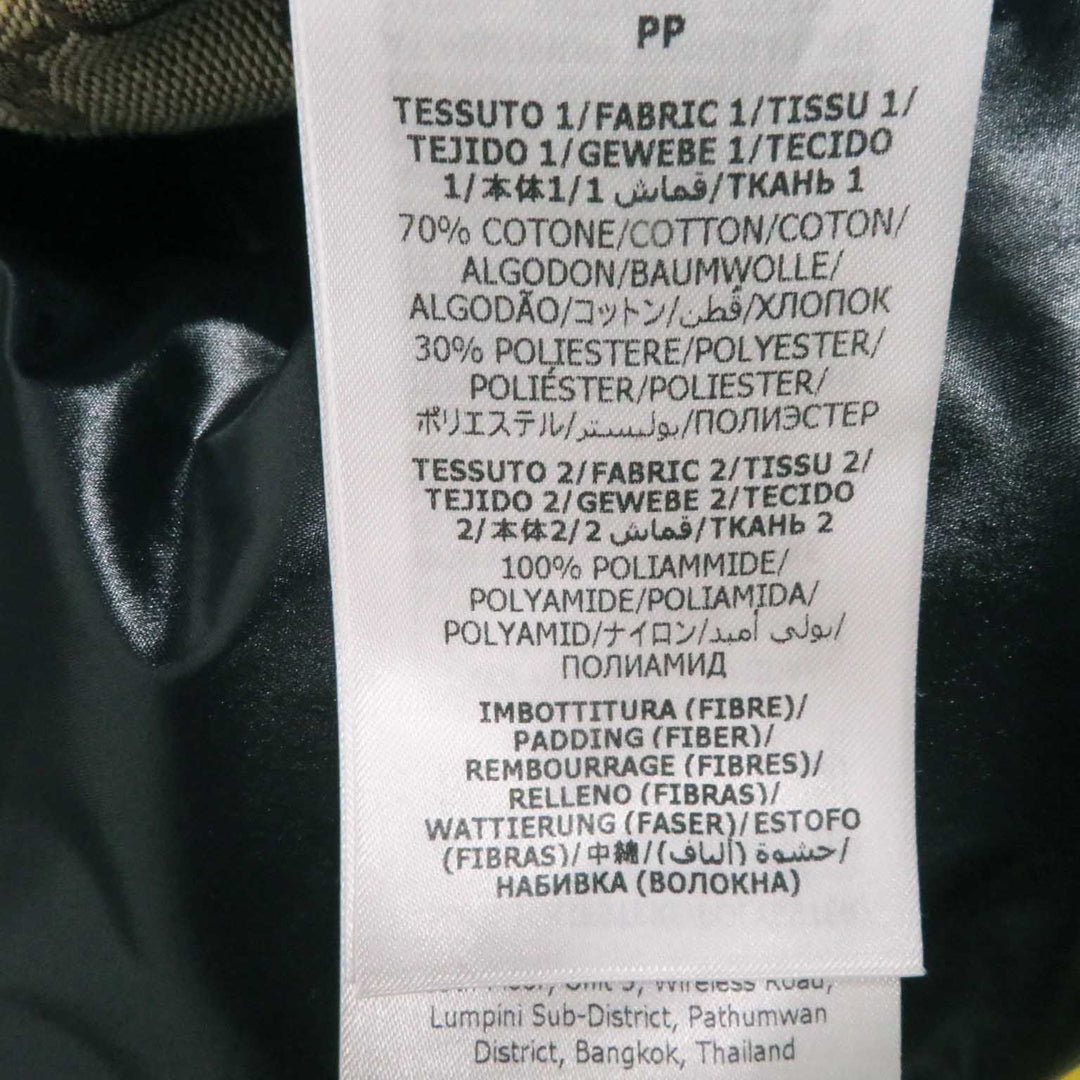 PP
TESSUTO 1/FABRIC 1/TISSU 1/
TEJIDO 1/GEWEBE 1/TECIDO
1/本体1/1 قماش/ТКАНЬ 1
70% COTONE/COTTON/COTON/
ALGODON/BAUMWOLLE/
ALGODÃO/コットン/قُطن/ХЛОПОК
30% POLIESTERE/POLYESTER/
POLIÉSTER/POLIESTER/
ポリエステル/بوليستر/ПОЛИЭСТЕР
TESSUTO 2/FABRIC 2/TISSU 2/
TEJIDO 2/GEWEBE 2/TECIDO
2/本体2/2 قماش/ТКАНЬ 2
100% POLIAMMIDE/
POLYAMIDE/POLIAMIDA/
POLYAMID/ナイロン/بولي أميد/
ПОЛИАМИД
IMBOTTITURA (FIBRE)/
PADDING (FIBER)/
REMBOURRAGE (FIBRES)/
RELLENO (FIBRAS)/
WATTIERUNG (FASER)/ESTOFO
(FIBRAS)/中綿/حشوة (ألياف)/
НАБИВКА (ВОЛОКНА)
Floor, Unit 5, Wireless Road,
Lumpini Sub-District, Pathumwan
District, Bangkok, Thailand